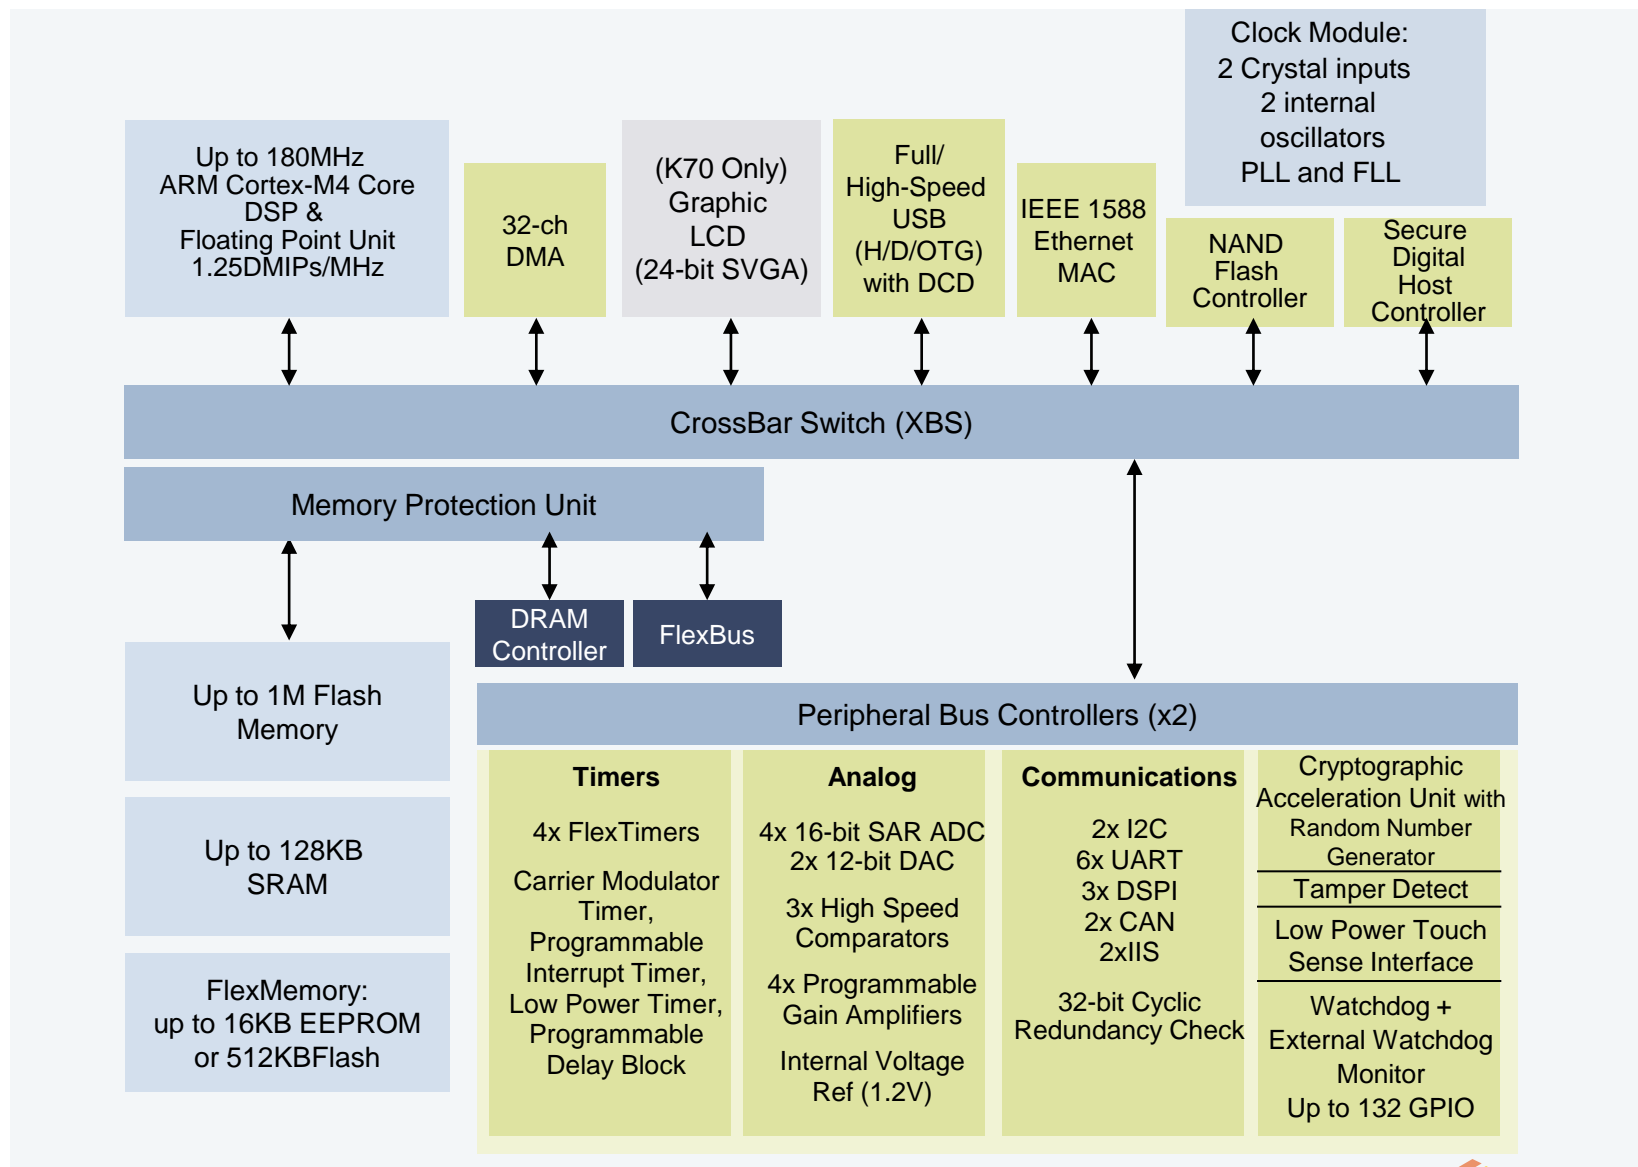 Clock Module:
2 Crystal inputs
2 internal
oscillators
PLL and FLL
Up to 180MHz
ARM Cortex-M4 Core
DSP &
Floating Point Unit
1.25DMIPs/MHz
32-ch
DMA
(K70 Only)
Graphic
LCD
(24-bit SVGA)
Full/
High-Speed
USB
(H/D/OTG)
with DCD
IEEE 1588
Ethernet
MAC
NAND
Flash
Controller
Secure
Digital
Host
Controller
CrossBar Switch (XBS)
Memory Protection Unit
DRAM
Controller
FlexBus
Up to 1M Flash
Memory
Up to 128KB
SRAM
FlexMemory:
up to 16KB EEPROM
or 512KBFlash
Peripheral Bus Controllers (x2)
Timers
4x FlexTimers
Carrier Modulator
Timer,
Programmable
Interrupt Timer,
Low Power Timer,
Programmable
Delay Block
Analog
4x 16-bit SAR ADC
2x 12-bit DAC
3x High Speed
Comparators
4x Programmable
Gain Amplifiers
Internal Voltage
Ref (1.2V)
Communications
2x I2C
6x UART
3x DSPI
2x CAN
2xIIS
32-bit Cyclic
Redundancy Check
Cryptographic
Acceleration Unit with
Random Number
Generator
Tamper Detect
Low Power Touch
Sense Interface
Watchdog +
External Watchdog
Monitor
Up to 132 GPIO